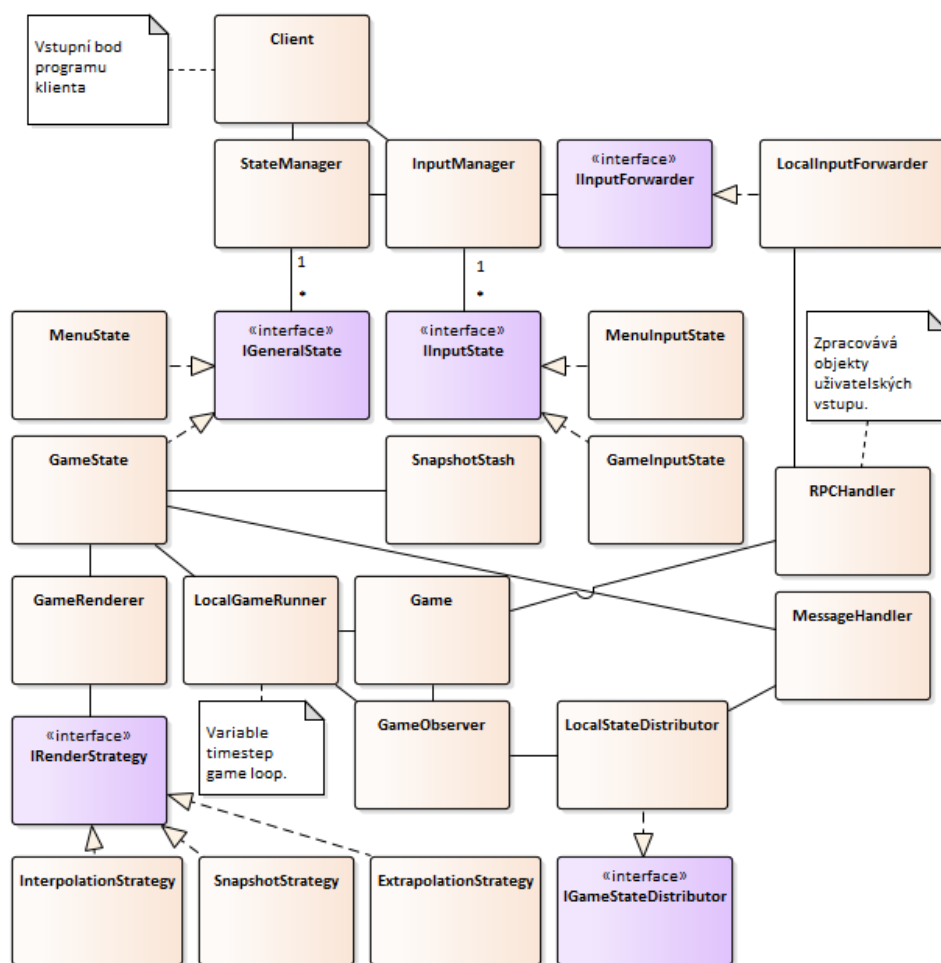 Vstupní bod
programu
klienta
Client
StateManager
InputManager
«interface»
IInputForwarder
LocalInputForwarder
1
*
1
*
MenuState
«interface»
IGeneralState
«interface»
IInputState
MenuInputState
Zpracovává
objekty
uživatelských
vstupu.
GameState
SnapshotStash
GameInputState
RPCHandler
GameRenderer
LocalGameRunner
Game
MessageHandler
«interface»
IRenderStrategy
Variable
timestep
game loop.
GameObserver
LocalStateDistributor
InterpolationStrategy
SnapshotStrategy
ExtrapolationStrategy
«interface»
IGameStateDistributor